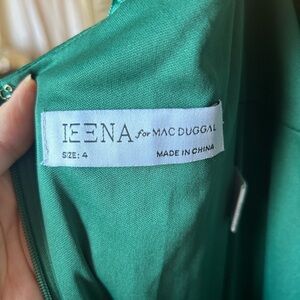 IEENA for MAC DUGGAL
SIZE: 4 MADE IN CHINA